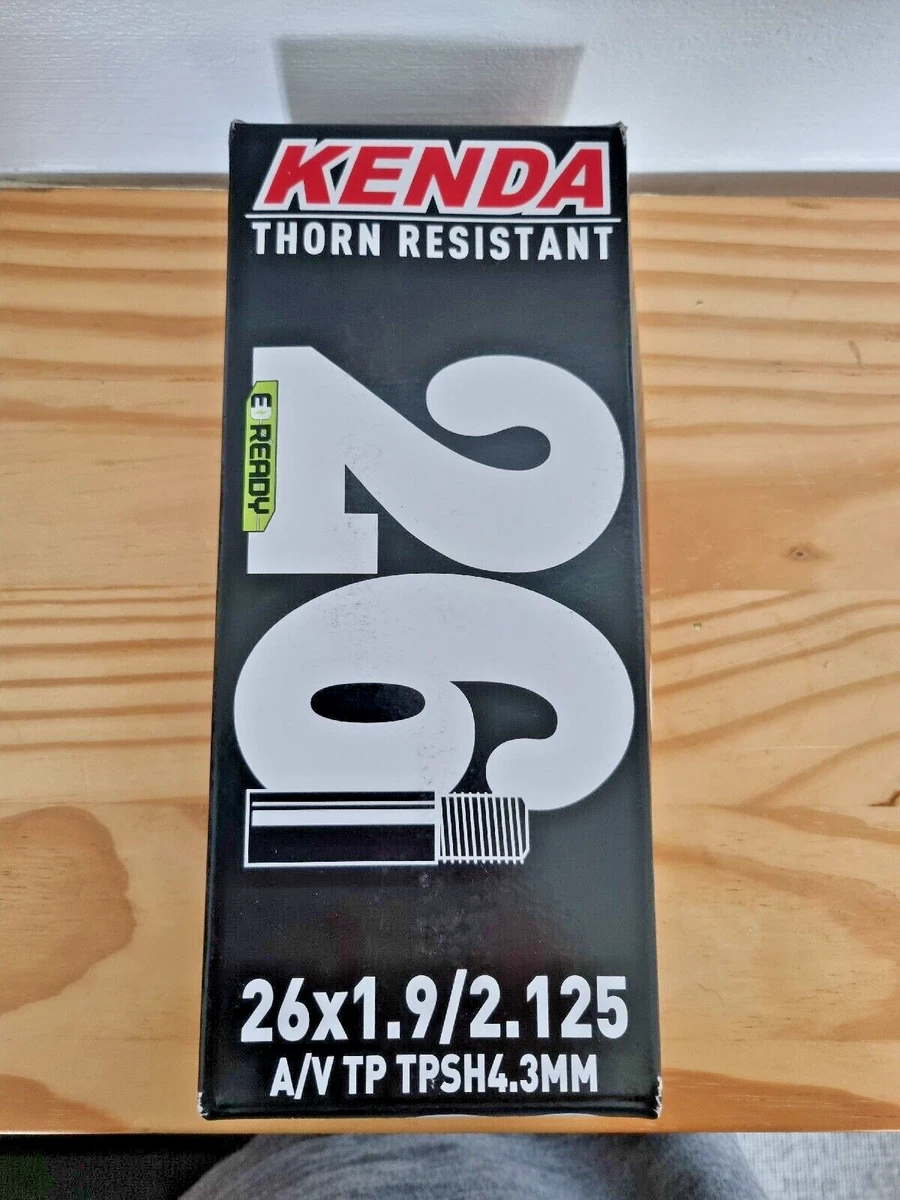 KENDA
THORN RESISTANT
26
E READY
26x1.9/2.125
A/V TP TPSH4.3MM